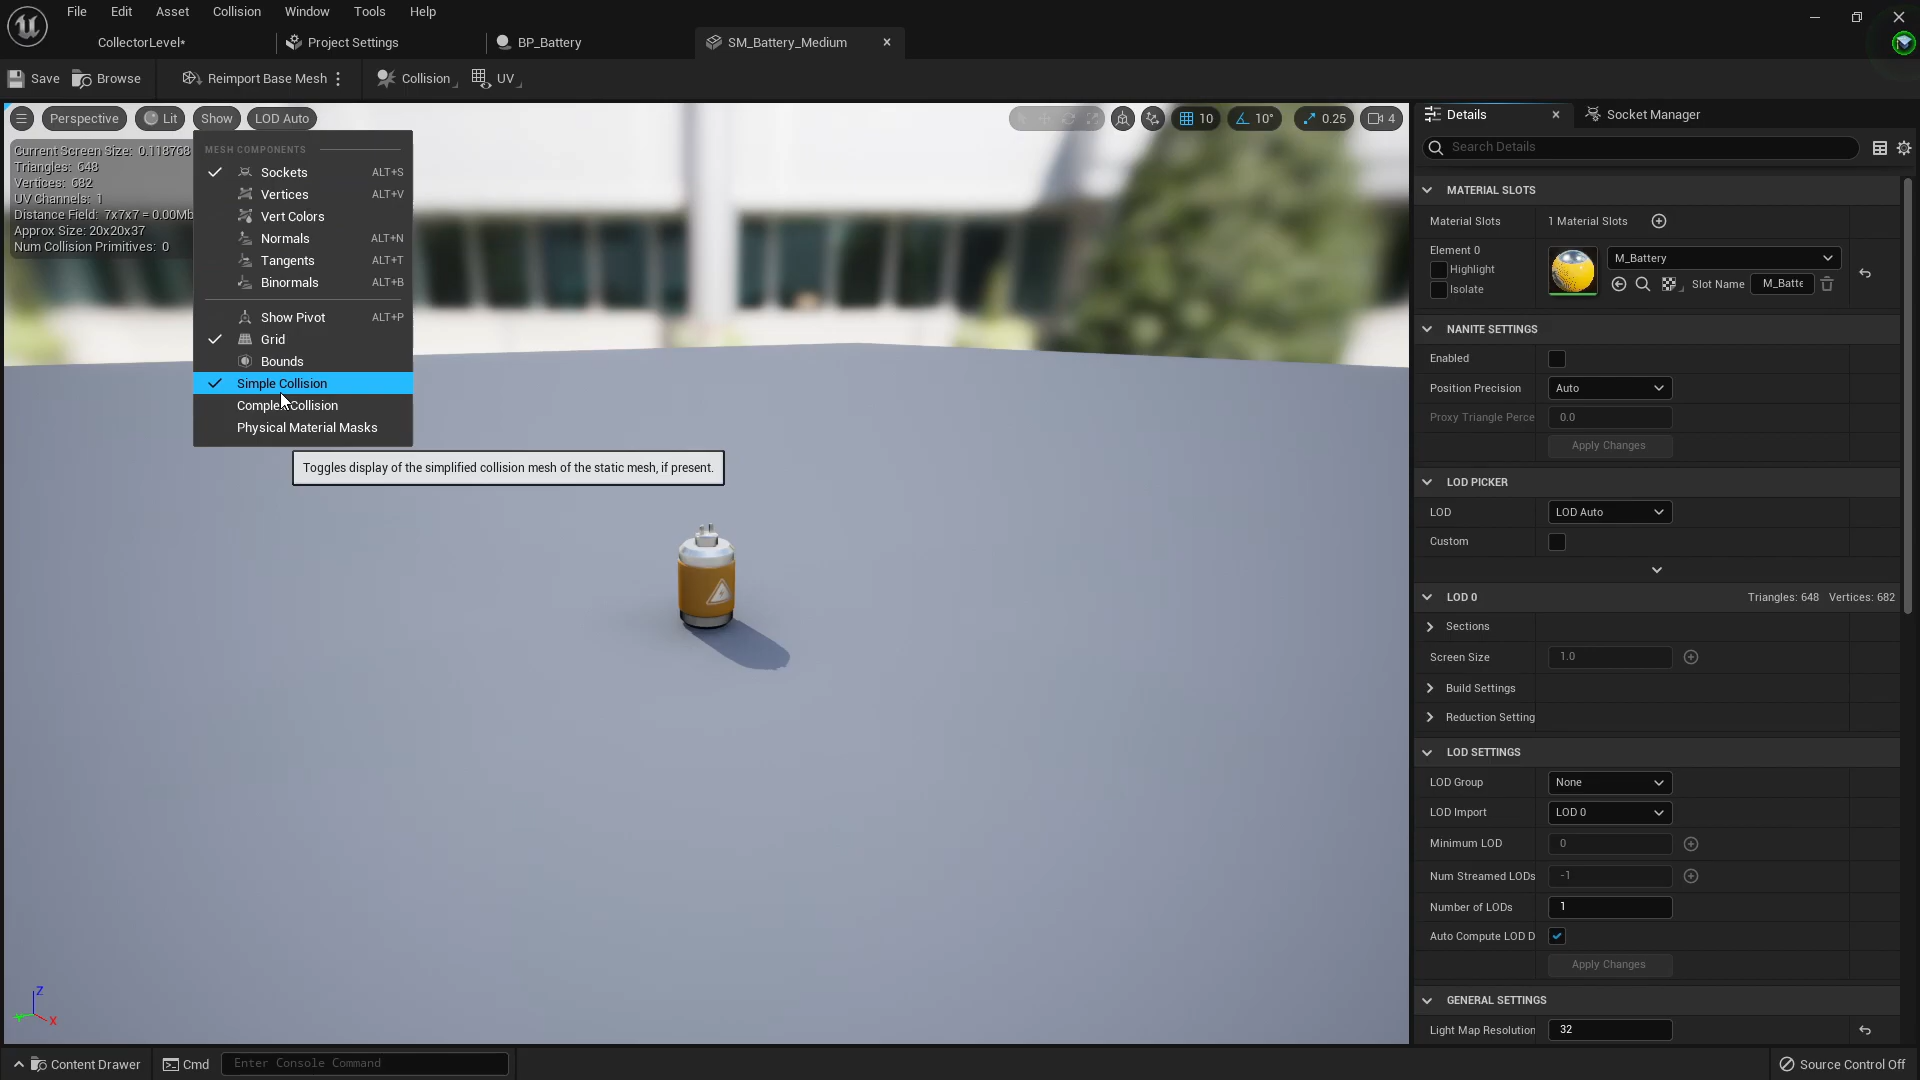 File Edit Asset Collision Window Tools Help
CollectorLevel* Project Settings BP_Battery SM_Battery_Medium
Save Browse Reimport Base Mesh Collision UV
Perspective Lit Show LOD Auto 10 10° 0.25 4
Current Screen Size: 0.118768
Triangles: 648
Vertices: 682
UV Channels: 1
Distance Field: 7x7x7 = 0.00Mb
Approx Size: 20x20x37
Num Collision Primitives: 0
MESH COMPONENTS
Sockets ALT+S
Vertices ALT+V
Vert Colors
Normals ALT+N
Tangents ALT+T
Binormals ALT+B
Show Pivot ALT+P
Grid
Bounds
Simple Collision
Complex Collision
Physical Material Masks
Toggles display of the simplified collision mesh of the static mesh, if present.
Details Socket Manager
Search Details
MATERIAL SLOTS
Material Slots 1 Material Slots
Element 0
Highlight
Isolate
M_Battery
Slot Name M_Batte
NANITE SETTINGS
Enabled
Position Precision Auto
Proxy Triangle Perce 0.0
Apply Changes
LOD PICKER
LOD LOD Auto
Custom
LOD 0 Triangles: 648 Vertices: 682
Sections
Screen Size 1.0
Build Settings
Reduction Setting
LOD SETTINGS
LOD Group None
LOD Import LOD 0
Minimum LOD 0
Num Streamed LODs -1
Number of LODs 1
Auto Compute LOD D
Apply Changes
GENERAL SETTINGS
Light Map Resolution 32
Z
X
Content Drawer Cmd Enter Console Command Source Control Off